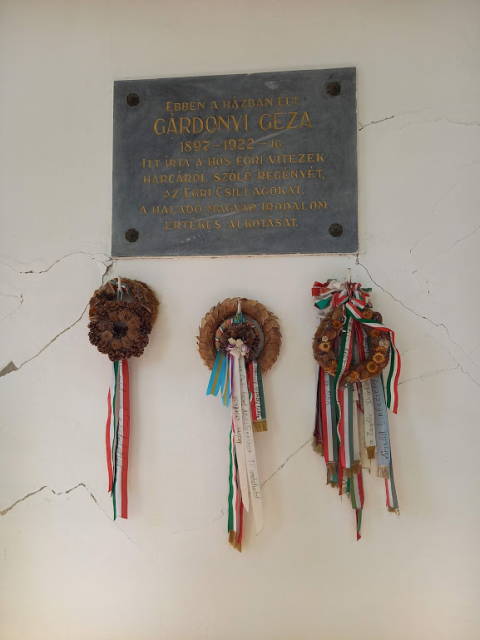 EBBEN A HÁZBAN ÉLT
GÁRDONYI GÉZA
1897-1922-IG.
ITT ÍRTA A HŐS EGRI VITÉZEK
HARCÁRÓL SZÓLÓ REGÉNYÉT,
AZ EGRI CSILLAGOKAT,
A HALADÓ MAGYAR IRODALOM
ÉRTÉKES ALKOTÁSÁT.